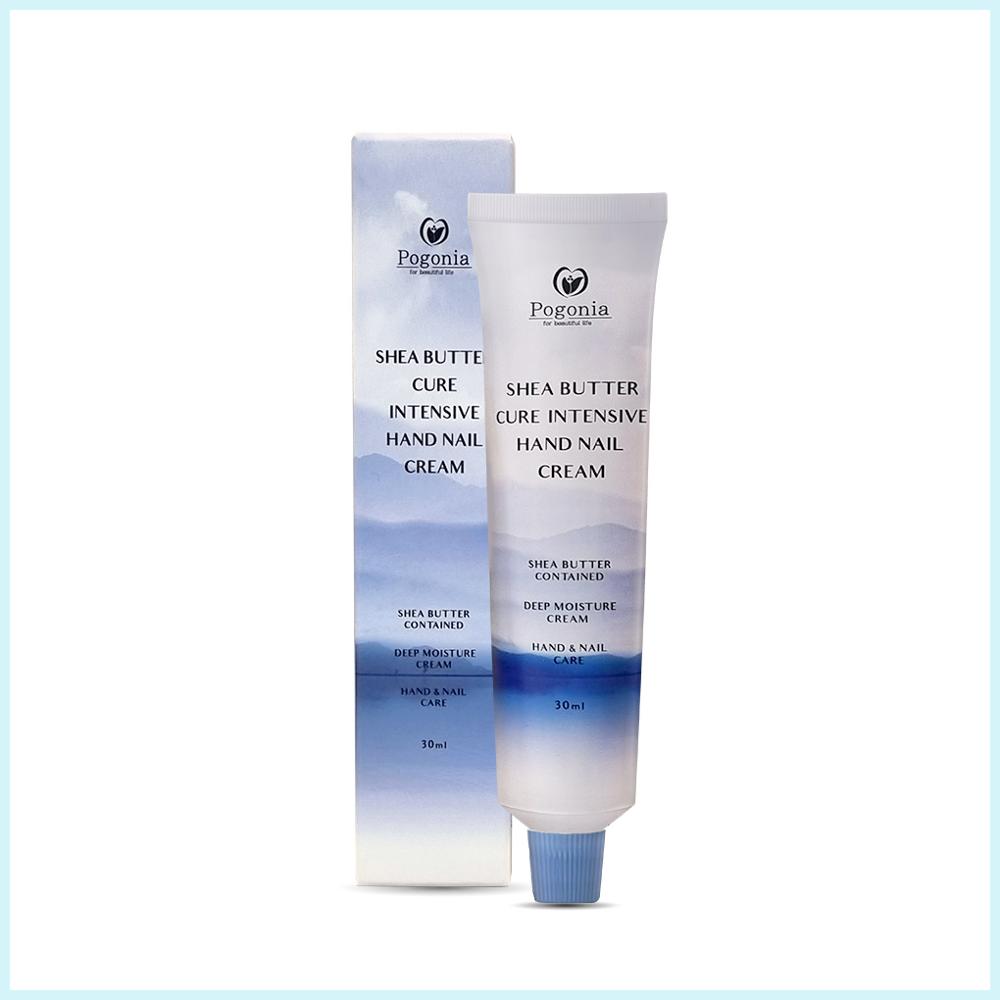 Pogonia
for beautiful life
SHEA BUTTE
CURE
INTENSIVE
HAND NAIL
CREAM
SHEA BUTTER
CONTAINED
DEEP MOISTURE
CREAM
HAND & NAIL
CARE
30ml
Pogonia
for beautiful life
SHEA BUTTER
CURE INTENSIVE
HAND NAIL
CREAM
SHEA BUTTER
CONTAINED
DEEP MOISTURE
CREAM
HAND & NAIL
CARE
30ml